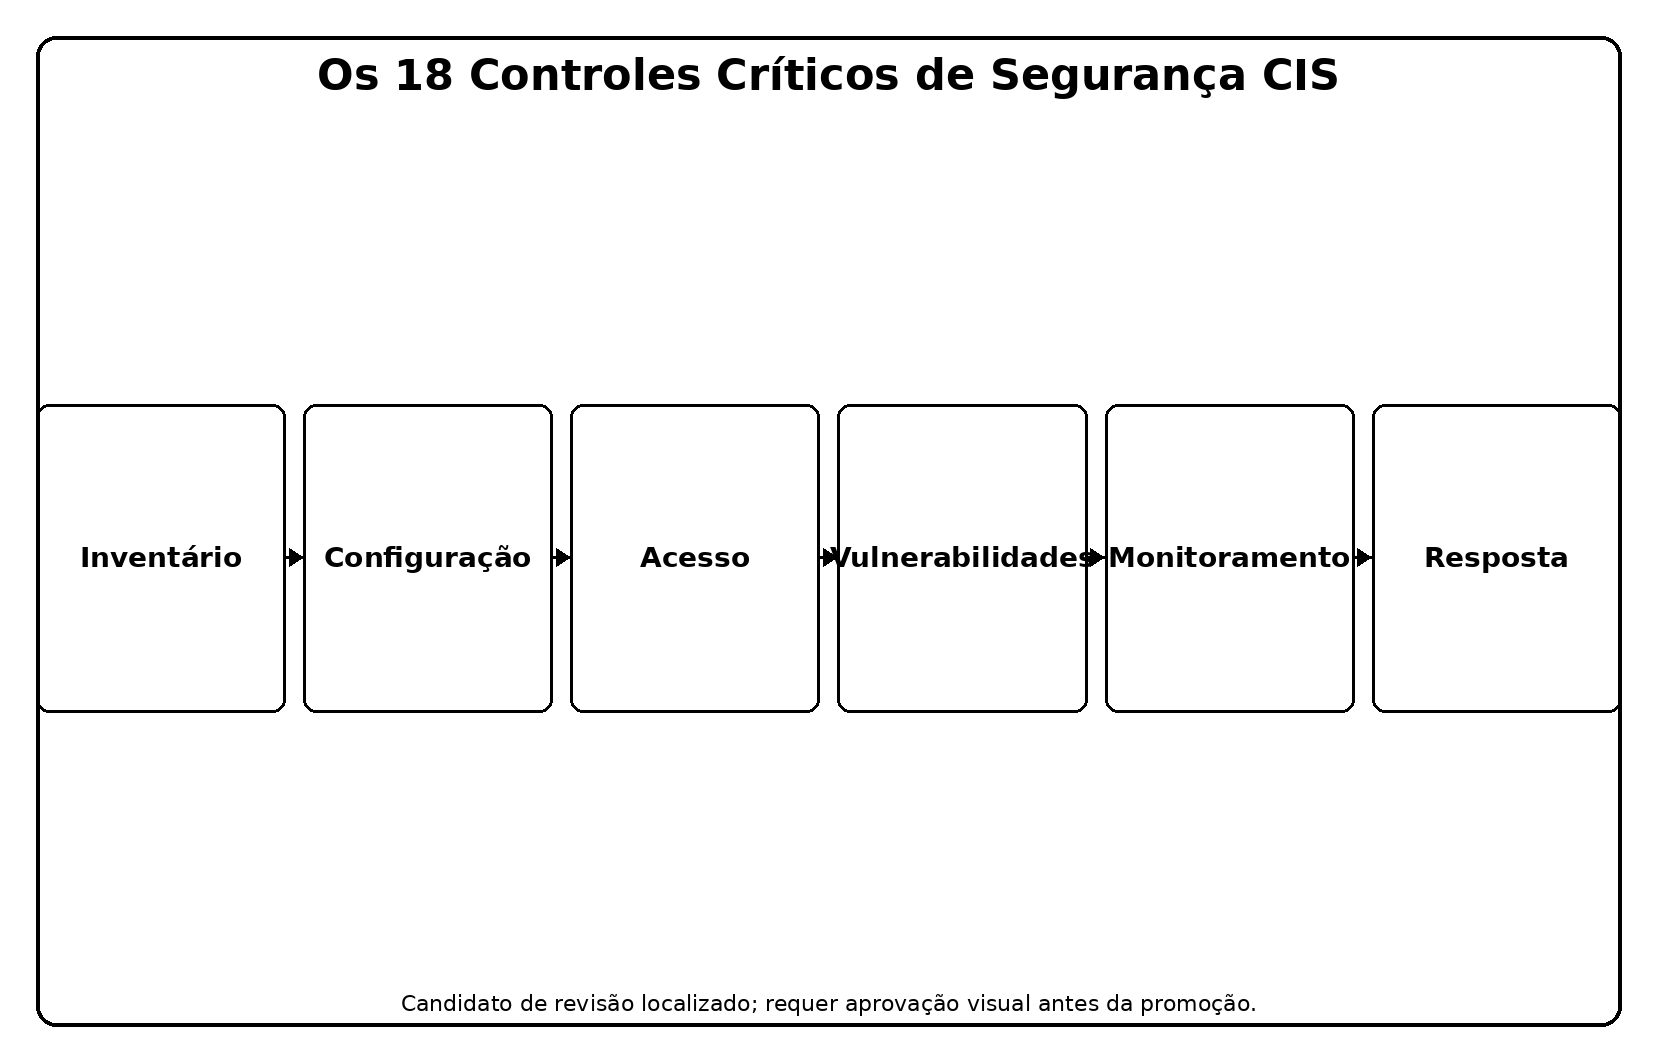 Os 18 Controles Críticos de Segurança CIS
Inventário
Configuração
Acesso
Vulnerabilidades
Monitoramento
Resposta
Candidato de revisão localizado; requer aprovação visual antes da promoção.